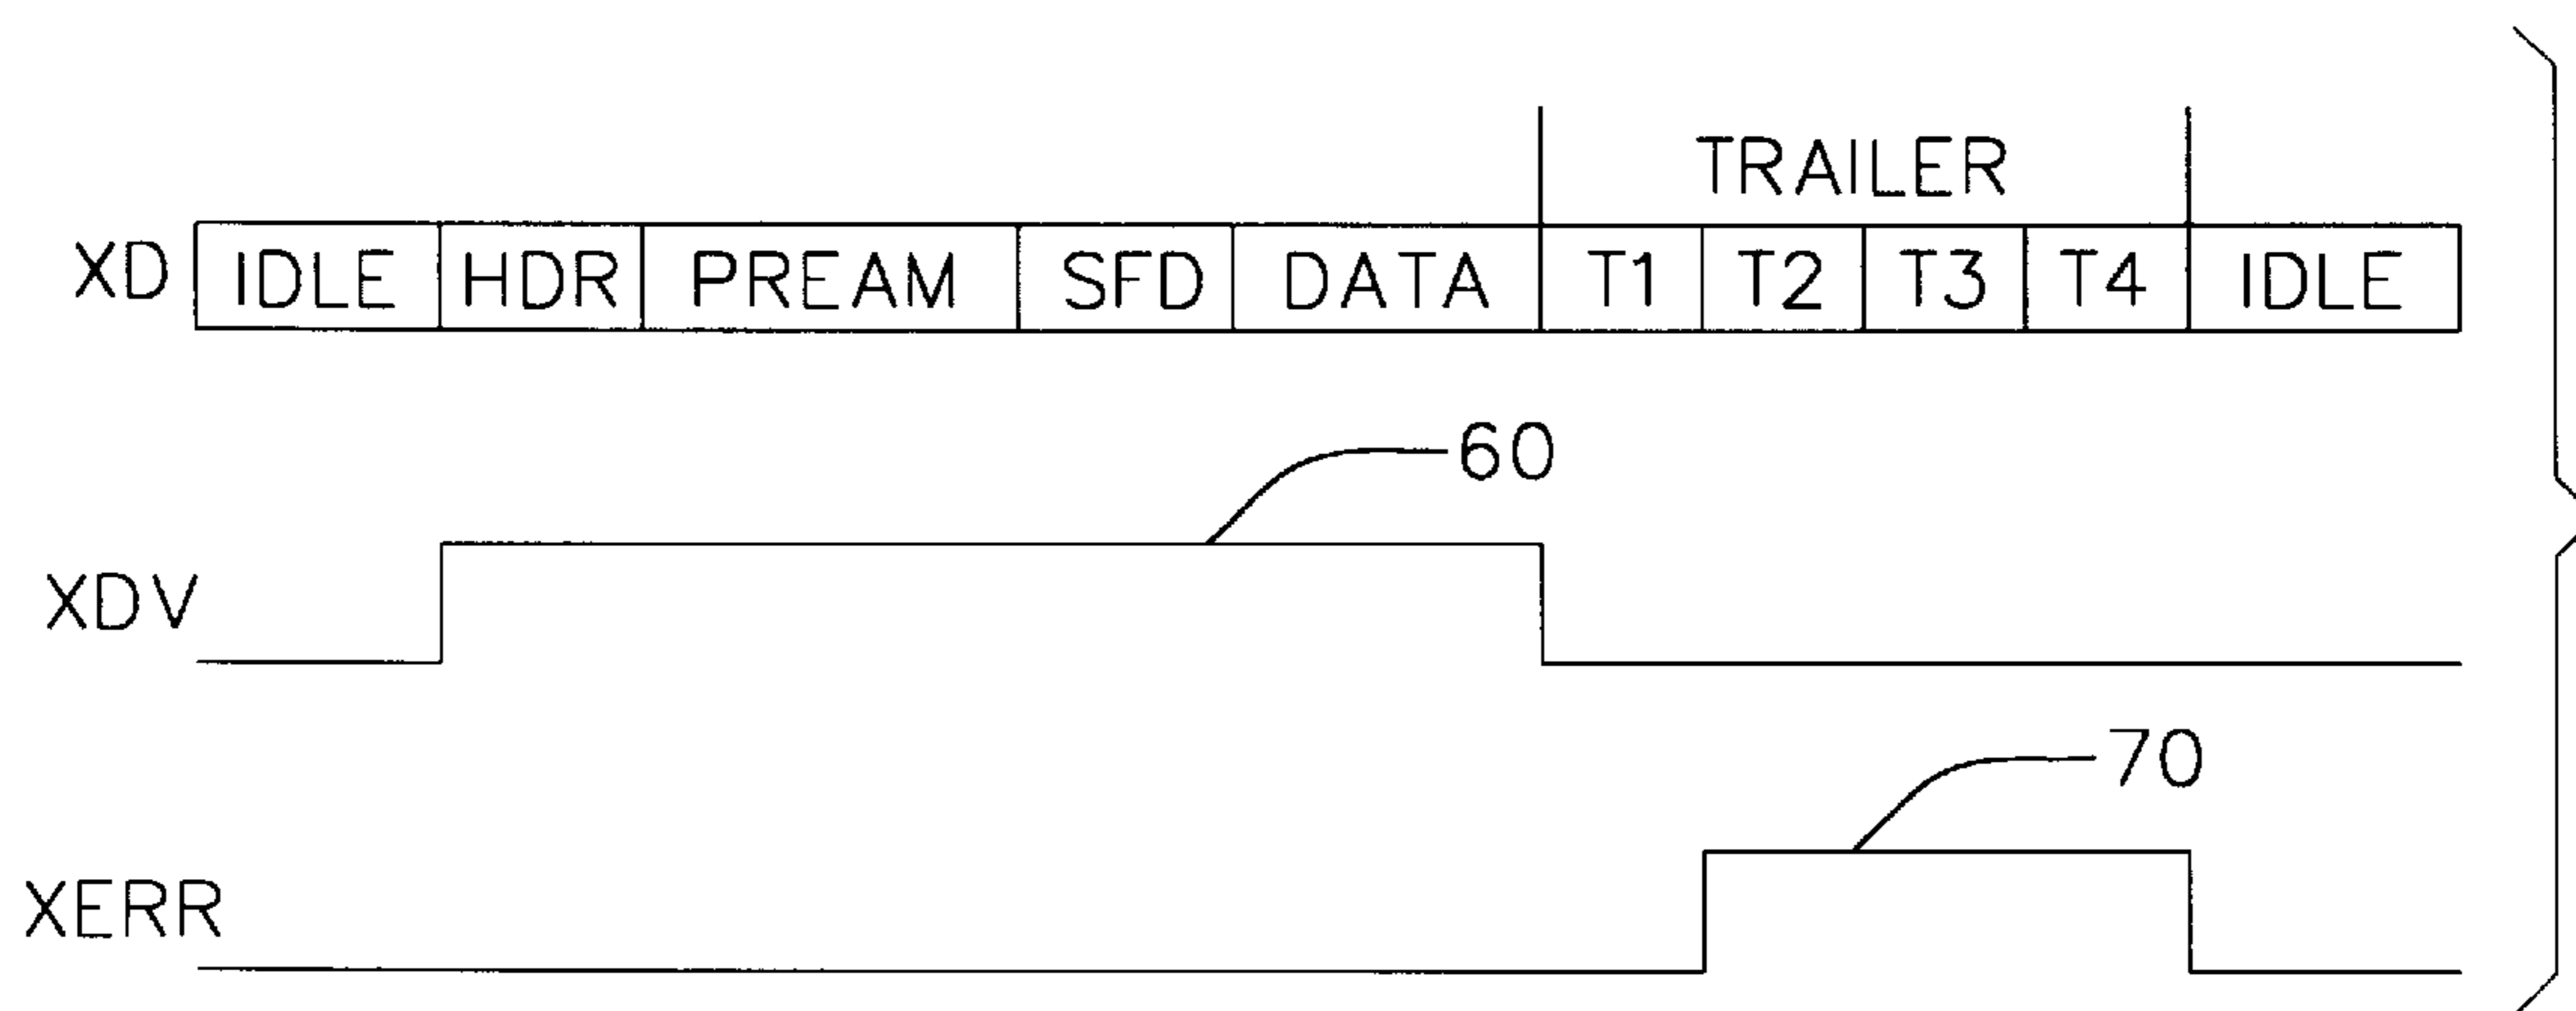 TRAILER
XD IDLE HDR PREAM SFD DATA T1 T2 T3 T4 IDLE
60
XDV
70
XERR